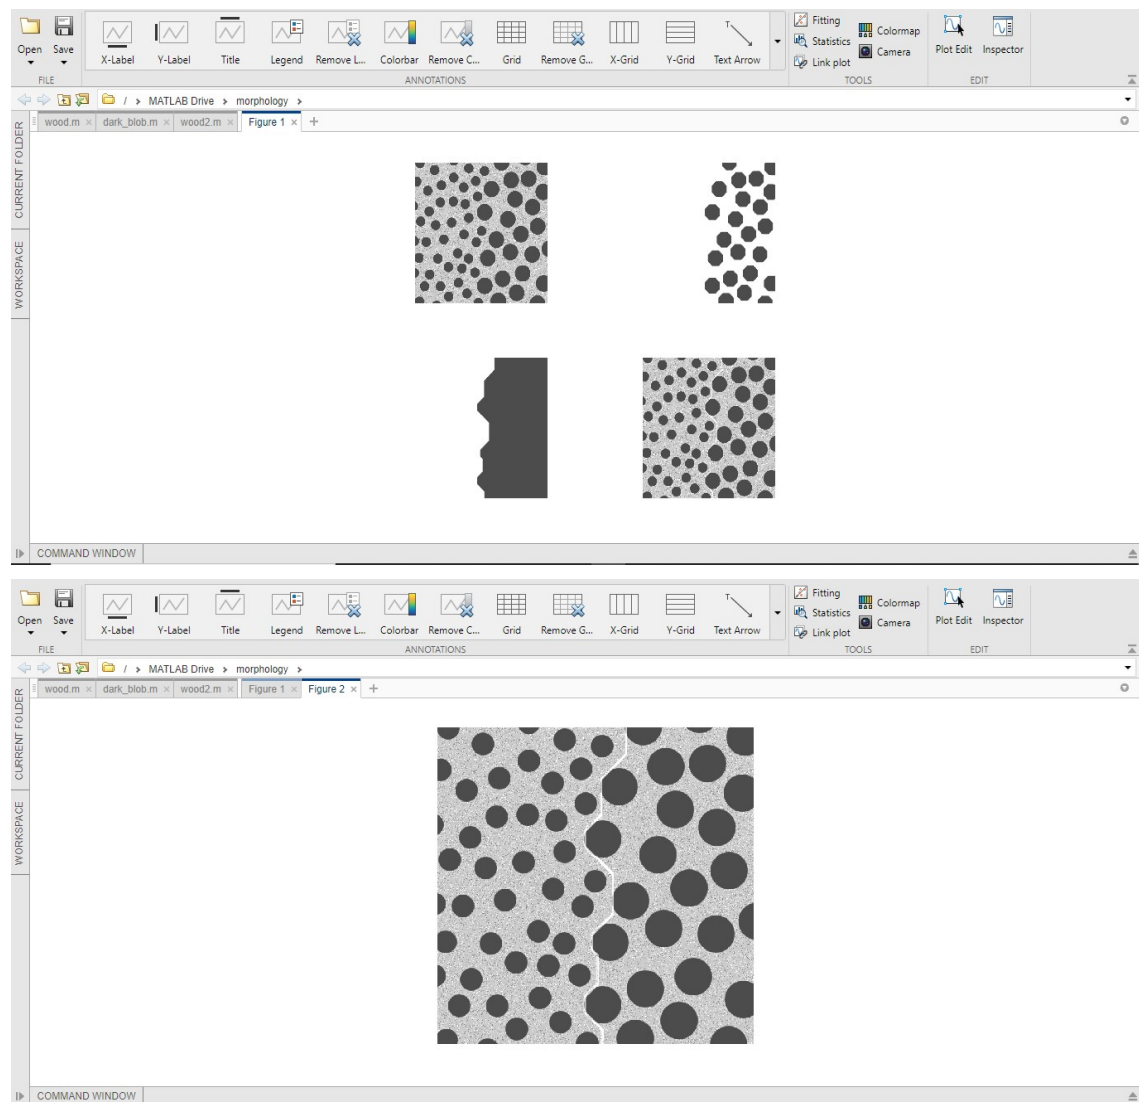 Open Save X-Label Y-Label Title Legend Remove L... Colorbar Remove C... Grid Remove G... X-Grid Y-Grid Text Arrow Fitting Statistics Link plot Colormap Camera Plot Edit Inspector
FILE ANNOTATIONS TOOLS EDIT
/ › MATLAB Drive › morphology ›
wood.m × dark_blob.m × wood2.m × Figure 1 × +
CURRENT FOLDER
WORKSPACE
COMMAND WINDOW
Open Save X-Label Y-Label Title Legend Remove L... Colorbar Remove C... Grid Remove G... X-Grid Y-Grid Text Arrow Fitting Statistics Link plot Colormap Camera Plot Edit Inspector
FILE ANNOTATIONS TOOLS EDIT
/ › MATLAB Drive › morphology ›
wood.m × dark_blob.m × wood2.m × Figure 1 × Figure 2 × +
CURRENT FOLDER
WORKSPACE
COMMAND WINDOW